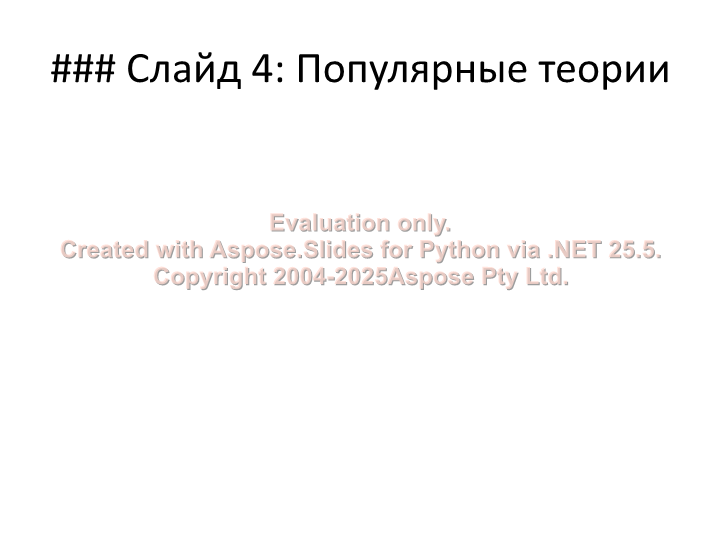 ### Слайд 4: Популярные теории
Evaluation only.
Created with Aspose.Slides for Python via .NET 25.5.
Copyright 2004-2025Aspose Pty Ltd.